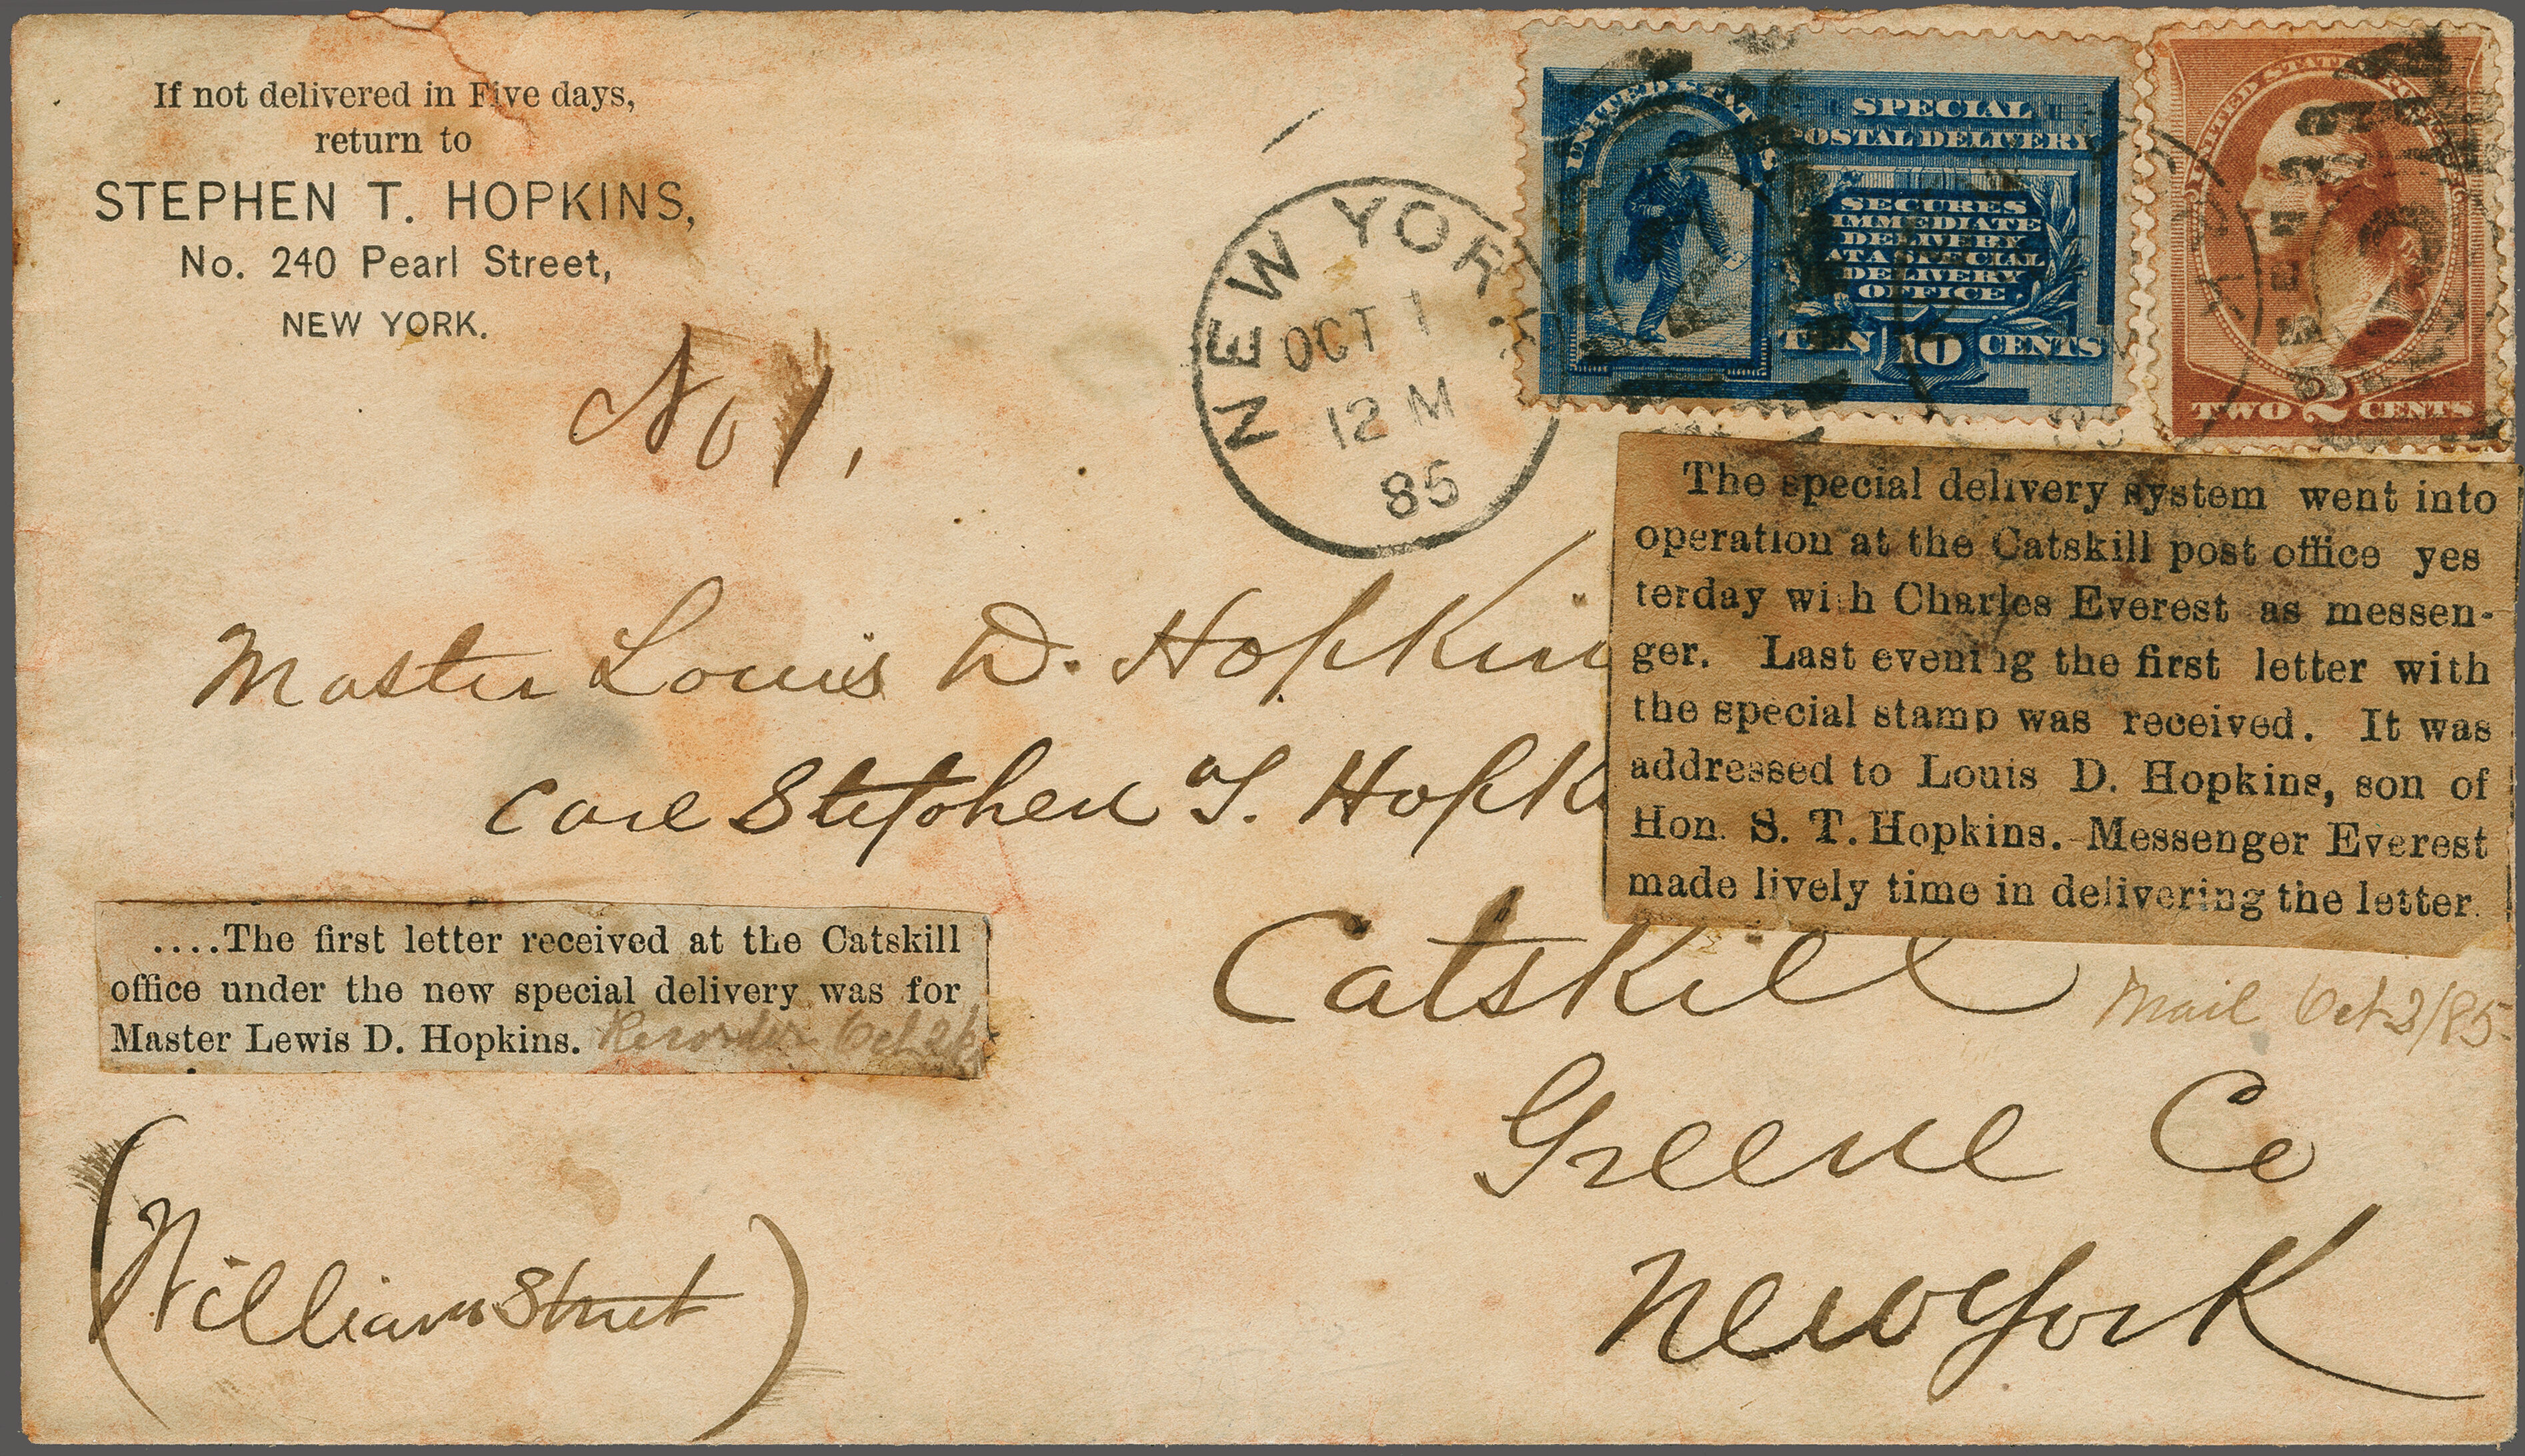 If not delivered in Five days,
return to
STEPHEN T. HOPKINS,
No. 240 Pearl Street,
NEW YORK.
No 1,
NEW YORK
OCT 1
12 M
85
UNITED STATES
SPECIAL
POSTAL DELIVERY
SECURES
IMMEDIATE
DELIVERY
AT A SPECIAL
DELIVERY
OFFICE
TEN 10 CENTS
UNITED STATES
TWO 2 CENTS
The special delivery system went into
operation at the Catskill post office yes
terday with Charles Everest as messen-
ger. Last evening the first letter with
the special stamp was received. It was
addressed to Louis D. Hopkins, son of
Hon. S. T. Hopkins. Messenger Everest
made lively time in delivering the letter.
Master Louis D. Hopkin
Care Stephen T. Hopk
Catskill
Mail Oct 3/85
Greene Co
New York
....The first letter received at the Catskill
office under the new special delivery was for
Master Lewis D. Hopkins. Recorder Oct 2
(William Street)